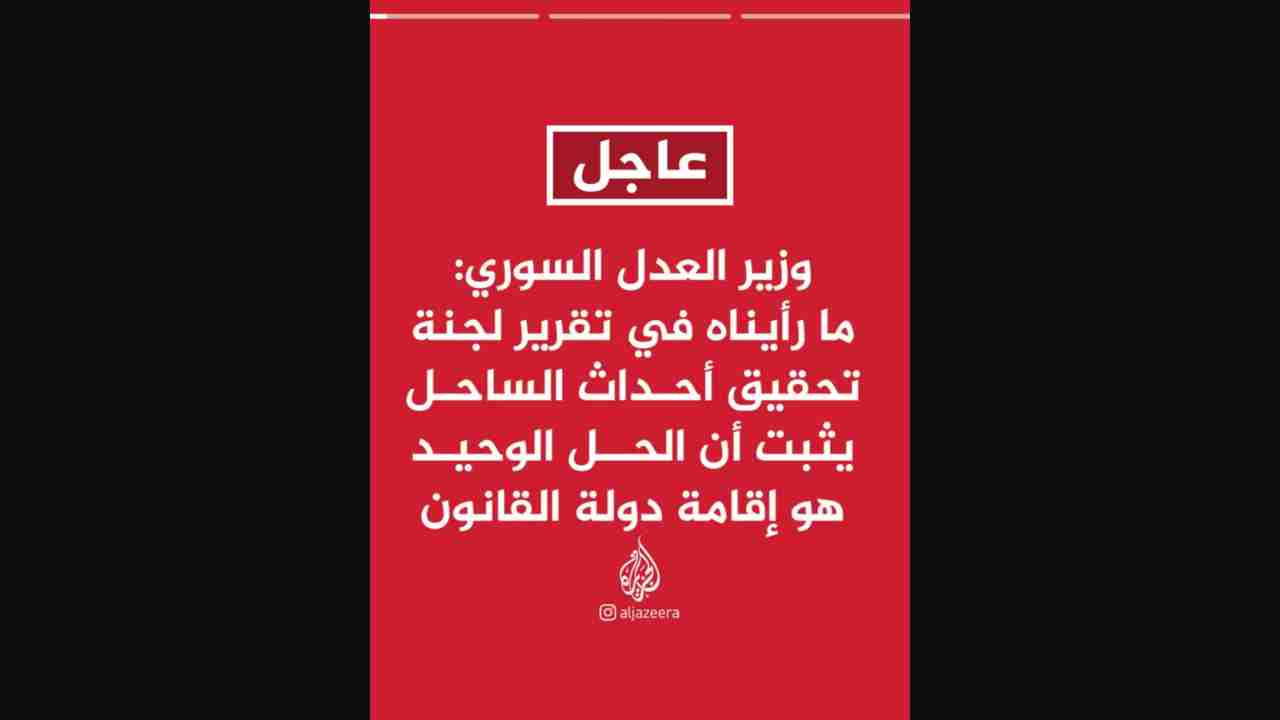 عاجل
وزير العدل السوري:
ما رأيناه في تقرير لجنة
تحقيق أحداث الساحل
يثبت أن الحل الوحيد
هو إقامة دولة القانون
الجزيرة
aljazeera